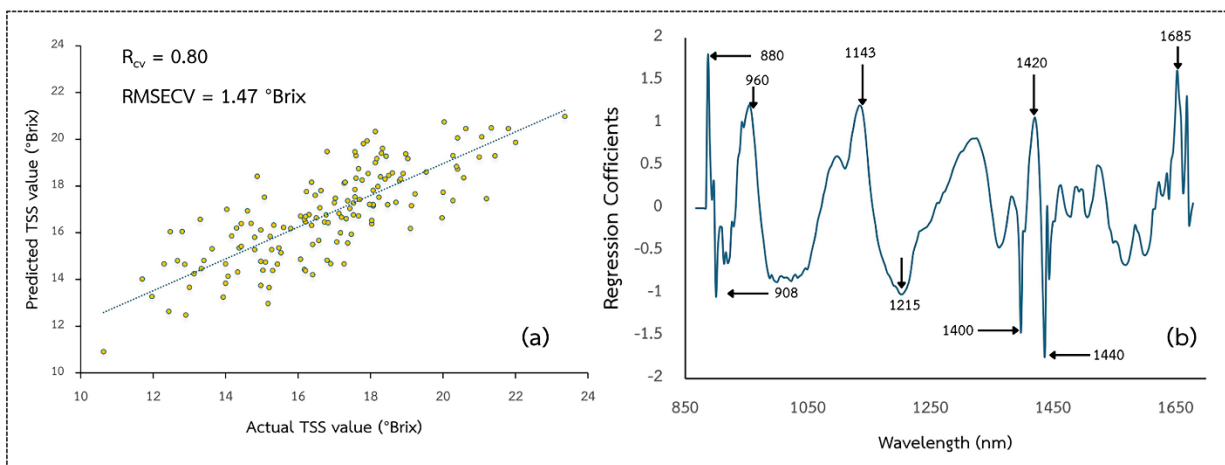 R_cv = 0.80
RMSECV = 1.47 °Brix
Predicted TSS value (°Brix)
24
22
20
18
16
14
12
10
10 12 14 16 18 20 22 24
Actual TSS value (°Brix)
(a)
Regression Cofficients
2
1.5
1
0.5
0
-0.5
-1
-1.5
-2
880
960
1143
1420
1685
908
1215
1400
1440
(b)
850 1050 1250 1450 1650
Wavelength (nm)